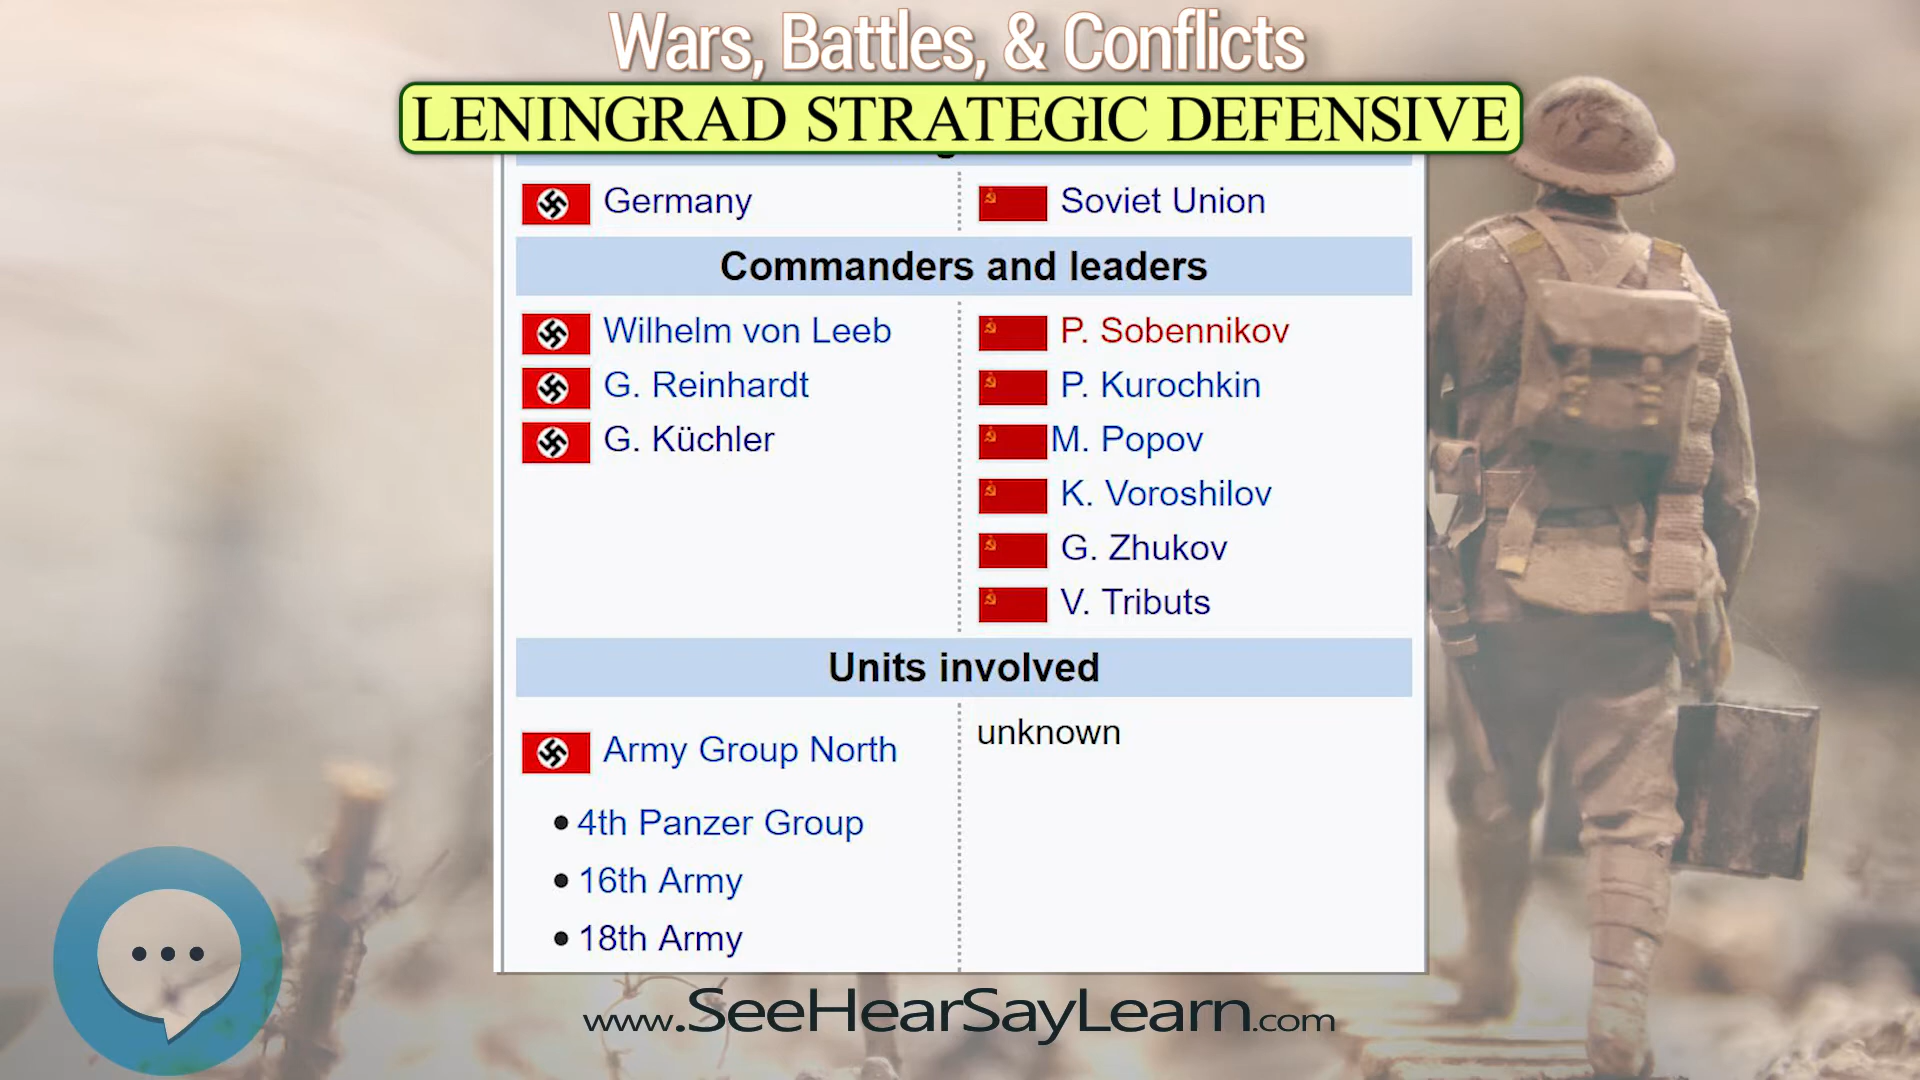 Wars, Battles, & Conflicts
LENINGRAD STRATEGIC DEFENSIVE
Germany
Soviet Union
Commanders and leaders
Wilhelm von Leeb
G. Reinhardt
G. Küchler
P. Sobennikov
P. Kurochkin
M. Popov
K. Voroshilov
G. Zhukov
V. Tributs
Units involved
Army Group North
• 4th Panzer Group
• 16th Army
• 18th Army
unknown
www.SeeHearSayLearn.com